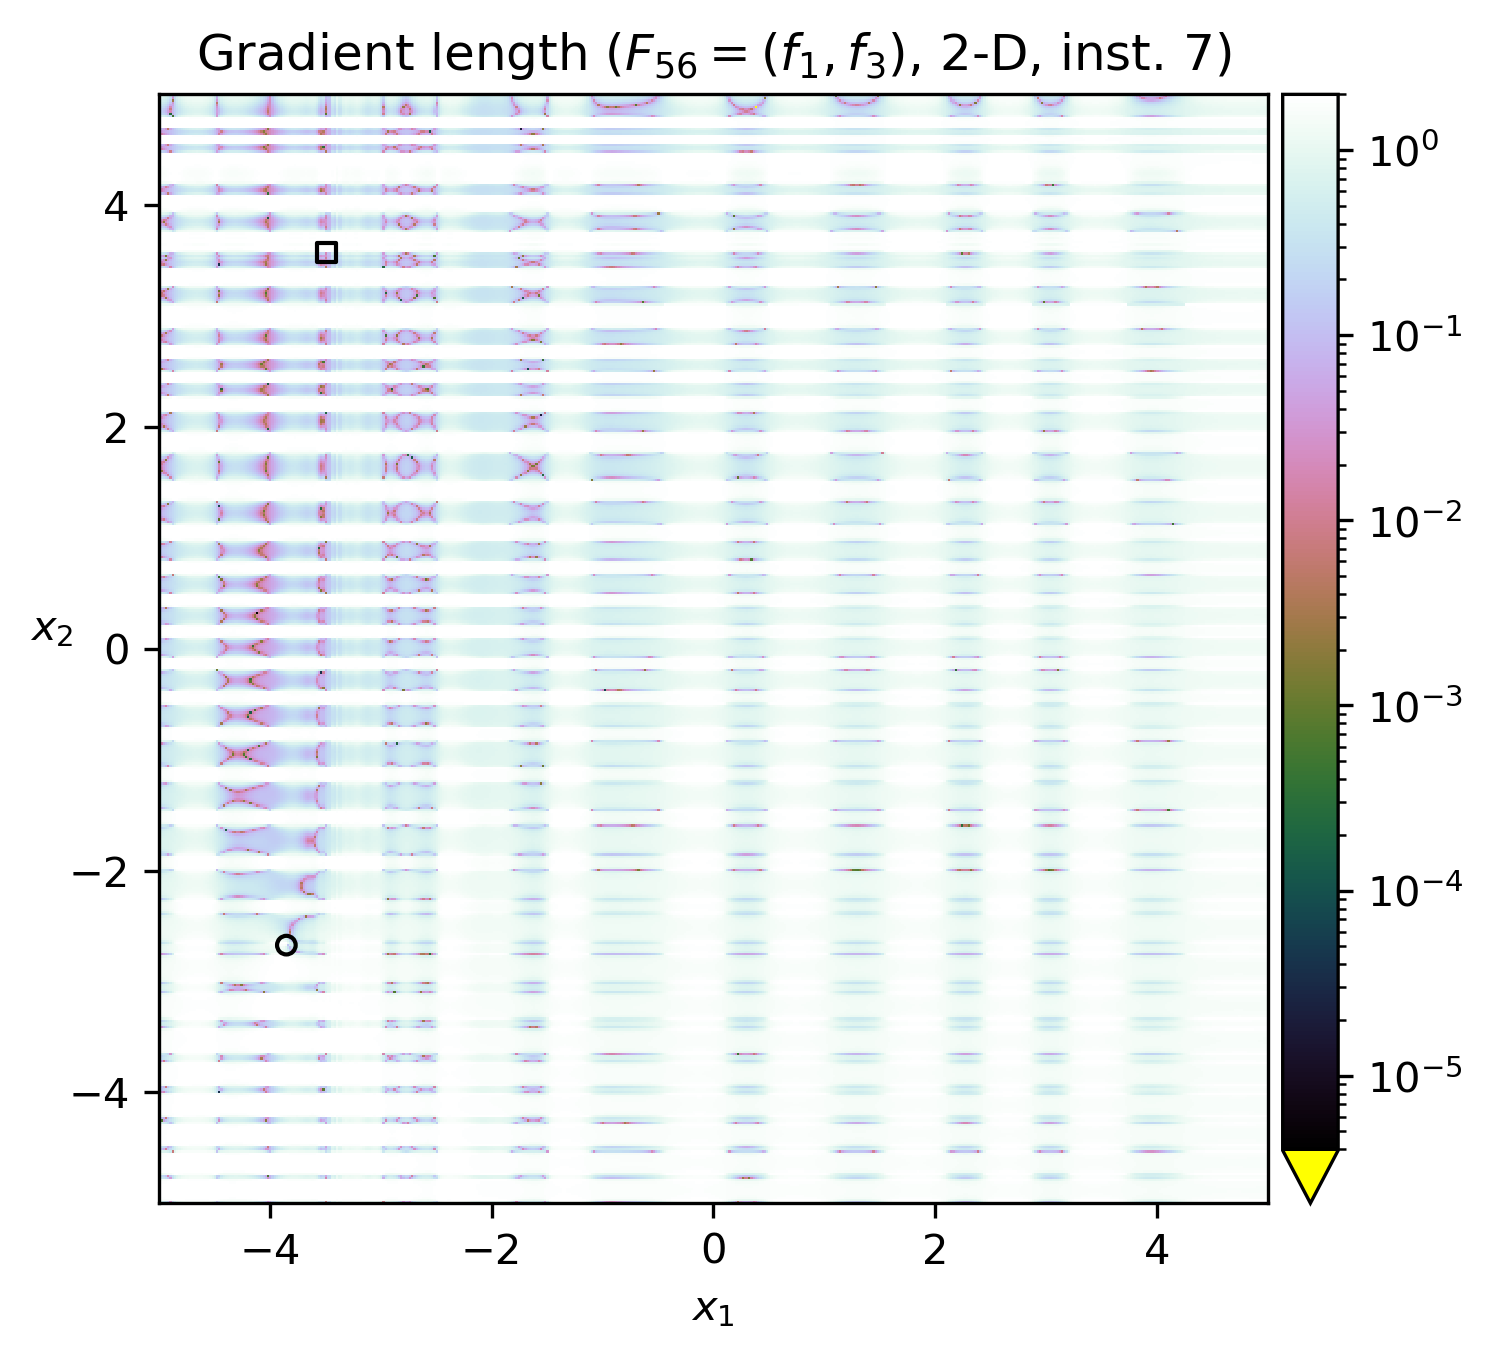 Gradient length (F₅₆ = (f₁, f₃), 2-D, inst. 7)
x₂
4
2
0
−2
−4
−4 −2 0 2 4
x₁
10⁰
10⁻¹
10⁻²
10⁻³
10⁻⁴
10⁻⁵